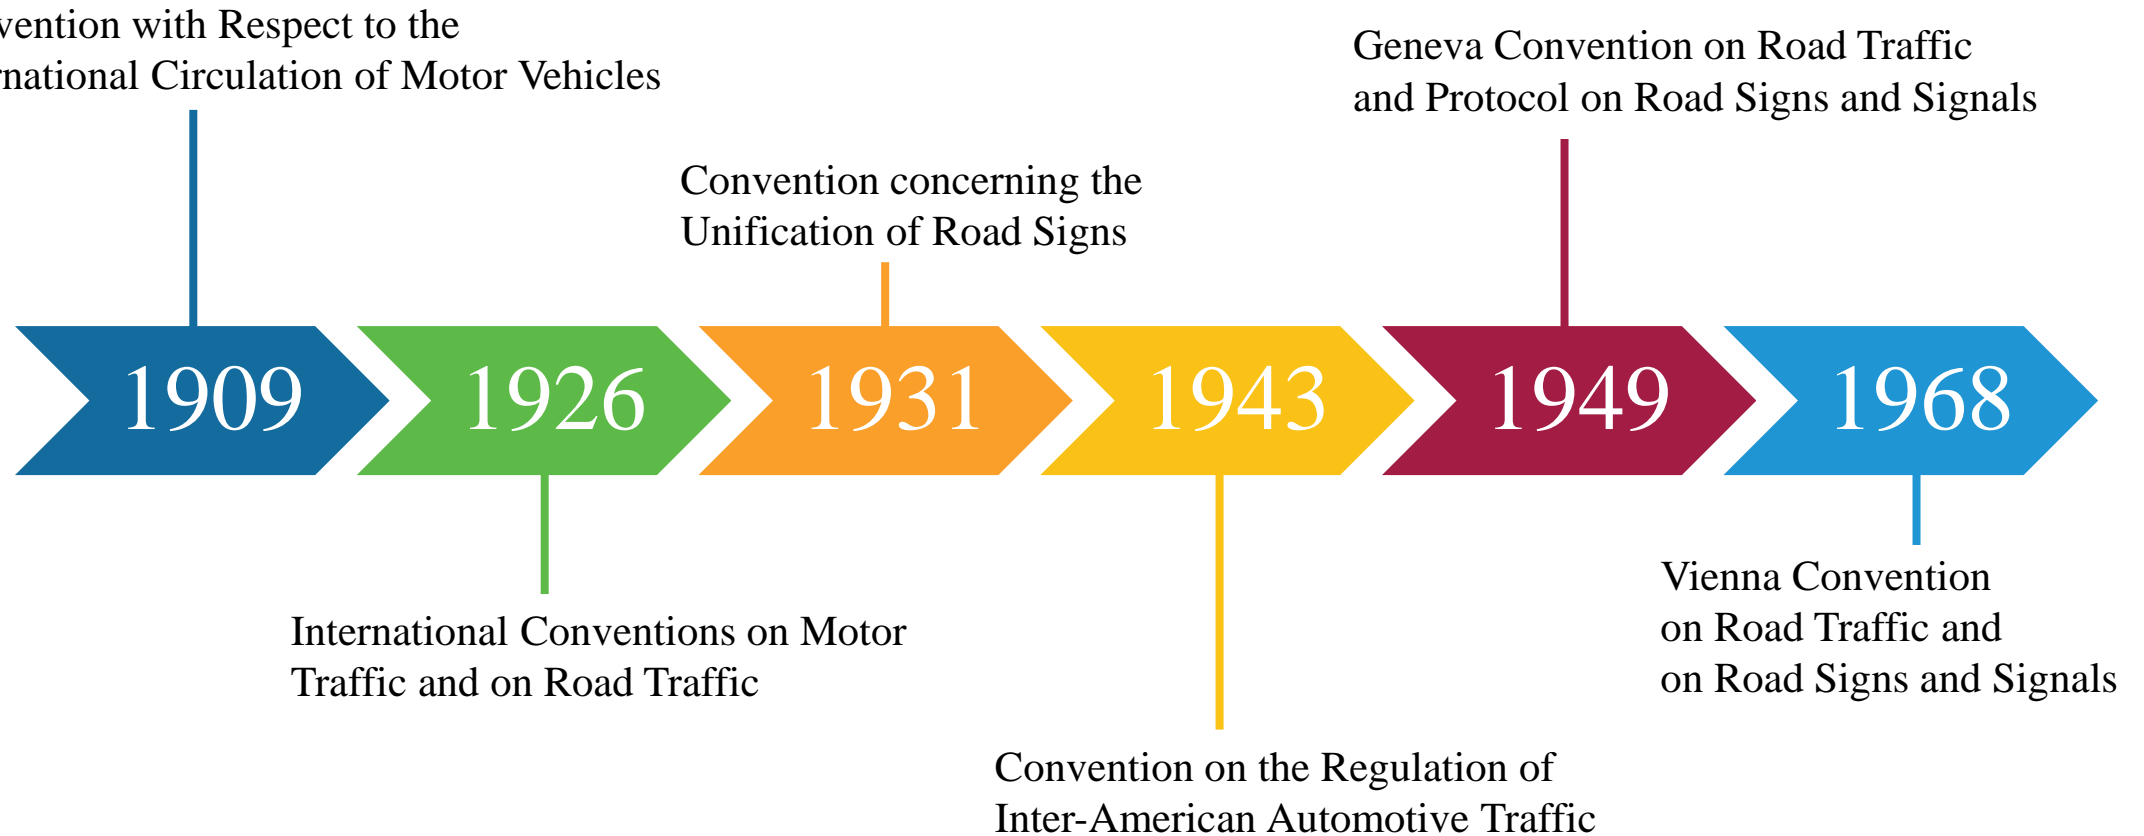 vention with Respect to the
rnational Circulation of Motor Vehicles
Geneva Convention on Road Traffic
and Protocol on Road Signs and Signals
Convention concerning the
Unification of Road Signs
1909
1926
1931
1943
1949
1968
International Conventions on Motor
Traffic and on Road Traffic
Vienna Convention
on Road Traffic and
on Road Signs and Signals
Convention on the Regulation of
Inter-American Automotive Traffic